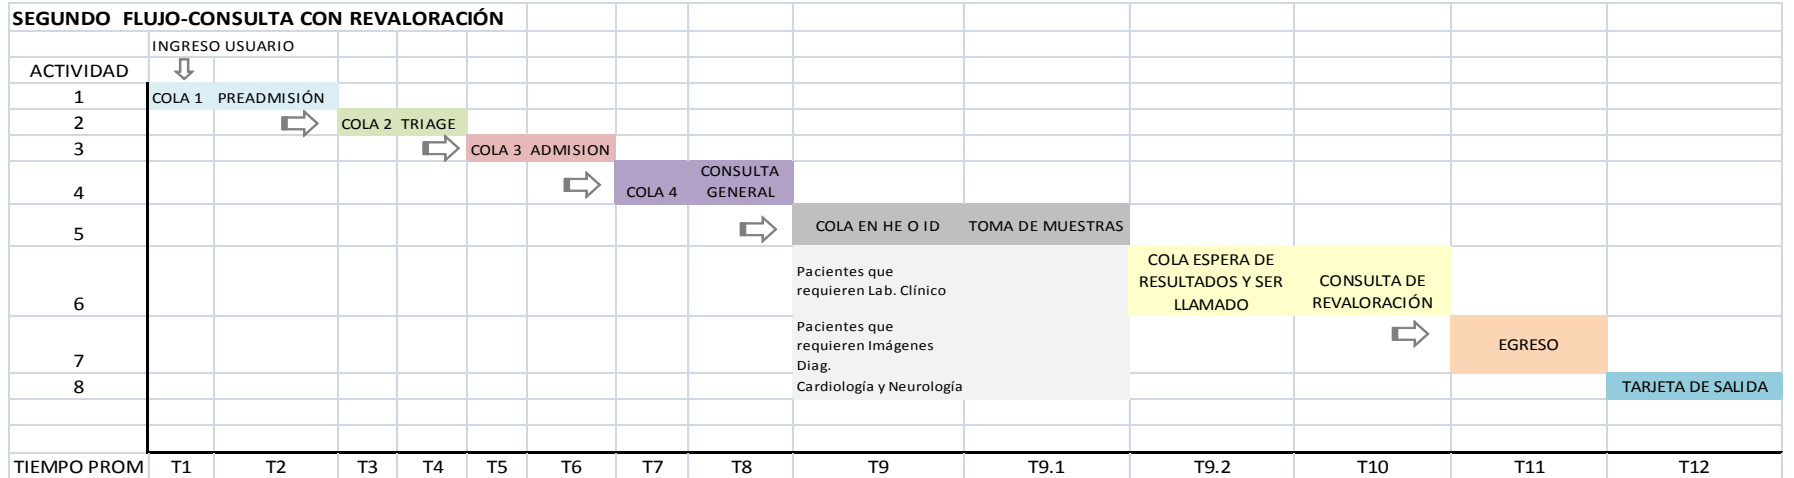 SEGUNDO FLUJO-CONSULTA CON REVALORACIÓN
INGRESO USUARIO
ACTIVIDAD
1 COLA 1 PREADMISIÓN
2 COLA 2 TRIAGE
3 COLA 3 ADMISION
4 COLA 4 CONSULTA
GENERAL
5 COLA EN HE O ID TOMA DE MUESTRAS
6
Pacientes que
requieren Lab. Clínico
COLA ESPERA DE
RESULTADOS Y SER
LLAMADO
CONSULTA DE
REVALORACIÓN
7
Pacientes que
requieren Imágenes
Diag.
EGRESO
8 Cardiología y Neurología TARJETA DE SALIDA
TIEMPO PROM T1 T2 T3 T4 T5 T6 T7 T8 T9 T9.1 T9.2 T10 T11 T12